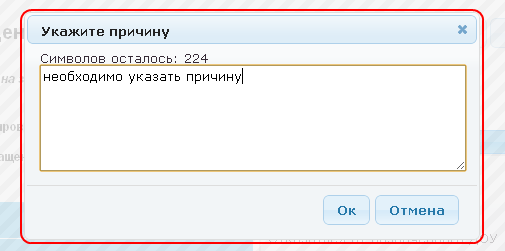 Укажите причину
Символов осталось: 224
необходимо указать причину
Ок
Отмена